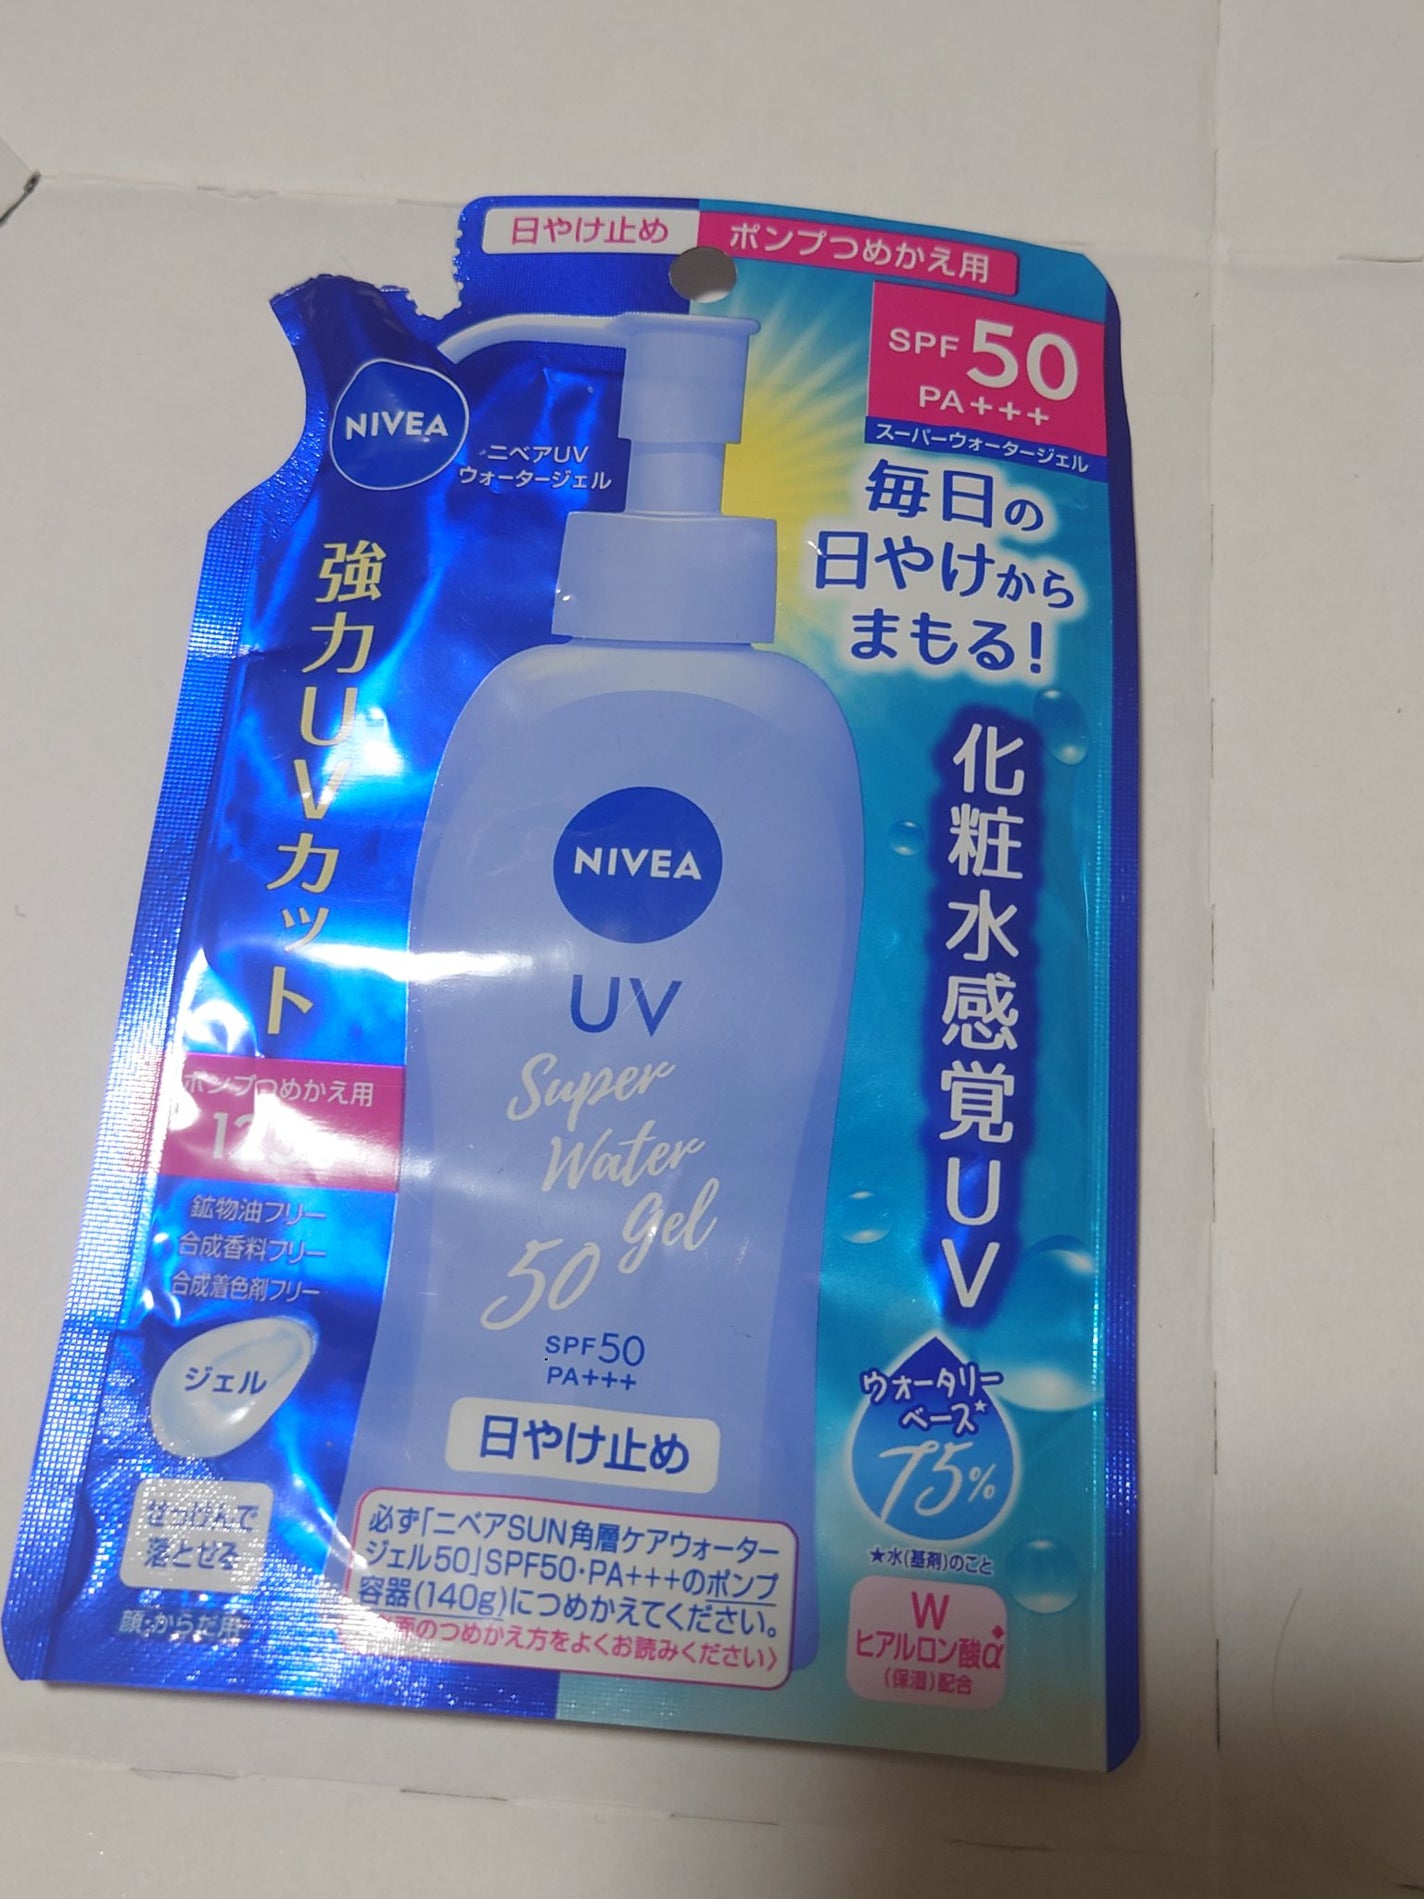 日やけ止め
ポンプつめかえ用
SPF50
PA+++
スーパーウォータージェル
NIVEA
ニベアUV
ウォータージェル
毎日の
日やけから
まもる!
強力UVカット
化粧水感覚UV
NIVEA
UV
Super
Water
Gel
50
SPF50
PA+++
日やけ止め
ポンプつめかえ用
鉱物油フリー
合成香料フリー
合成着色剤フリー
ジェル
せっけんで
落とせる
顔・からだ用
必ず「ニベアSUN角層ケアウォーター
ジェル50」SPF50・PA+++のポンプ
容器(140g)につめかえてください。
面のつめかえ方をよくお読みください〉
ウォータリー
ベース★
75%
★水(基剤)のこと
W
ヒアルロン酸α◆
(保湿)配合